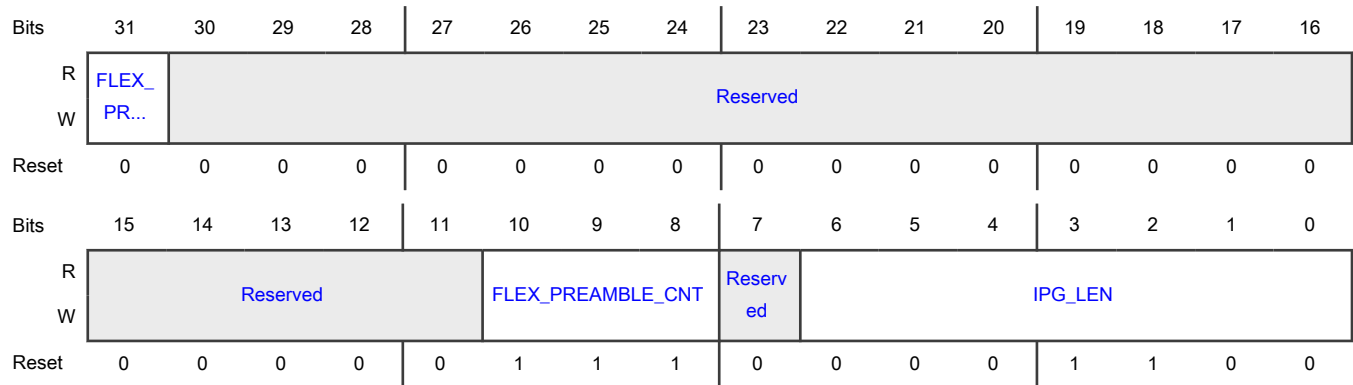 Bits 31 30 29 28 27 26 25 24 23 22 21 20 19 18 17 16
R
FLEX_
PR...
Reserved
W
Reset 0 0 0 0 0 0 0 0 0 0 0 0 0 0 0 0
Bits 15 14 13 12 11 10 9 8 7 6 5 4 3 2 1 0
R
Reserved
FLEX_PREAMBLE_CNT
Reserv
ed
IPG_LEN
W
Reset 0 0 0 0 0 1 1 1 0 0 0 0 1 1 0 0